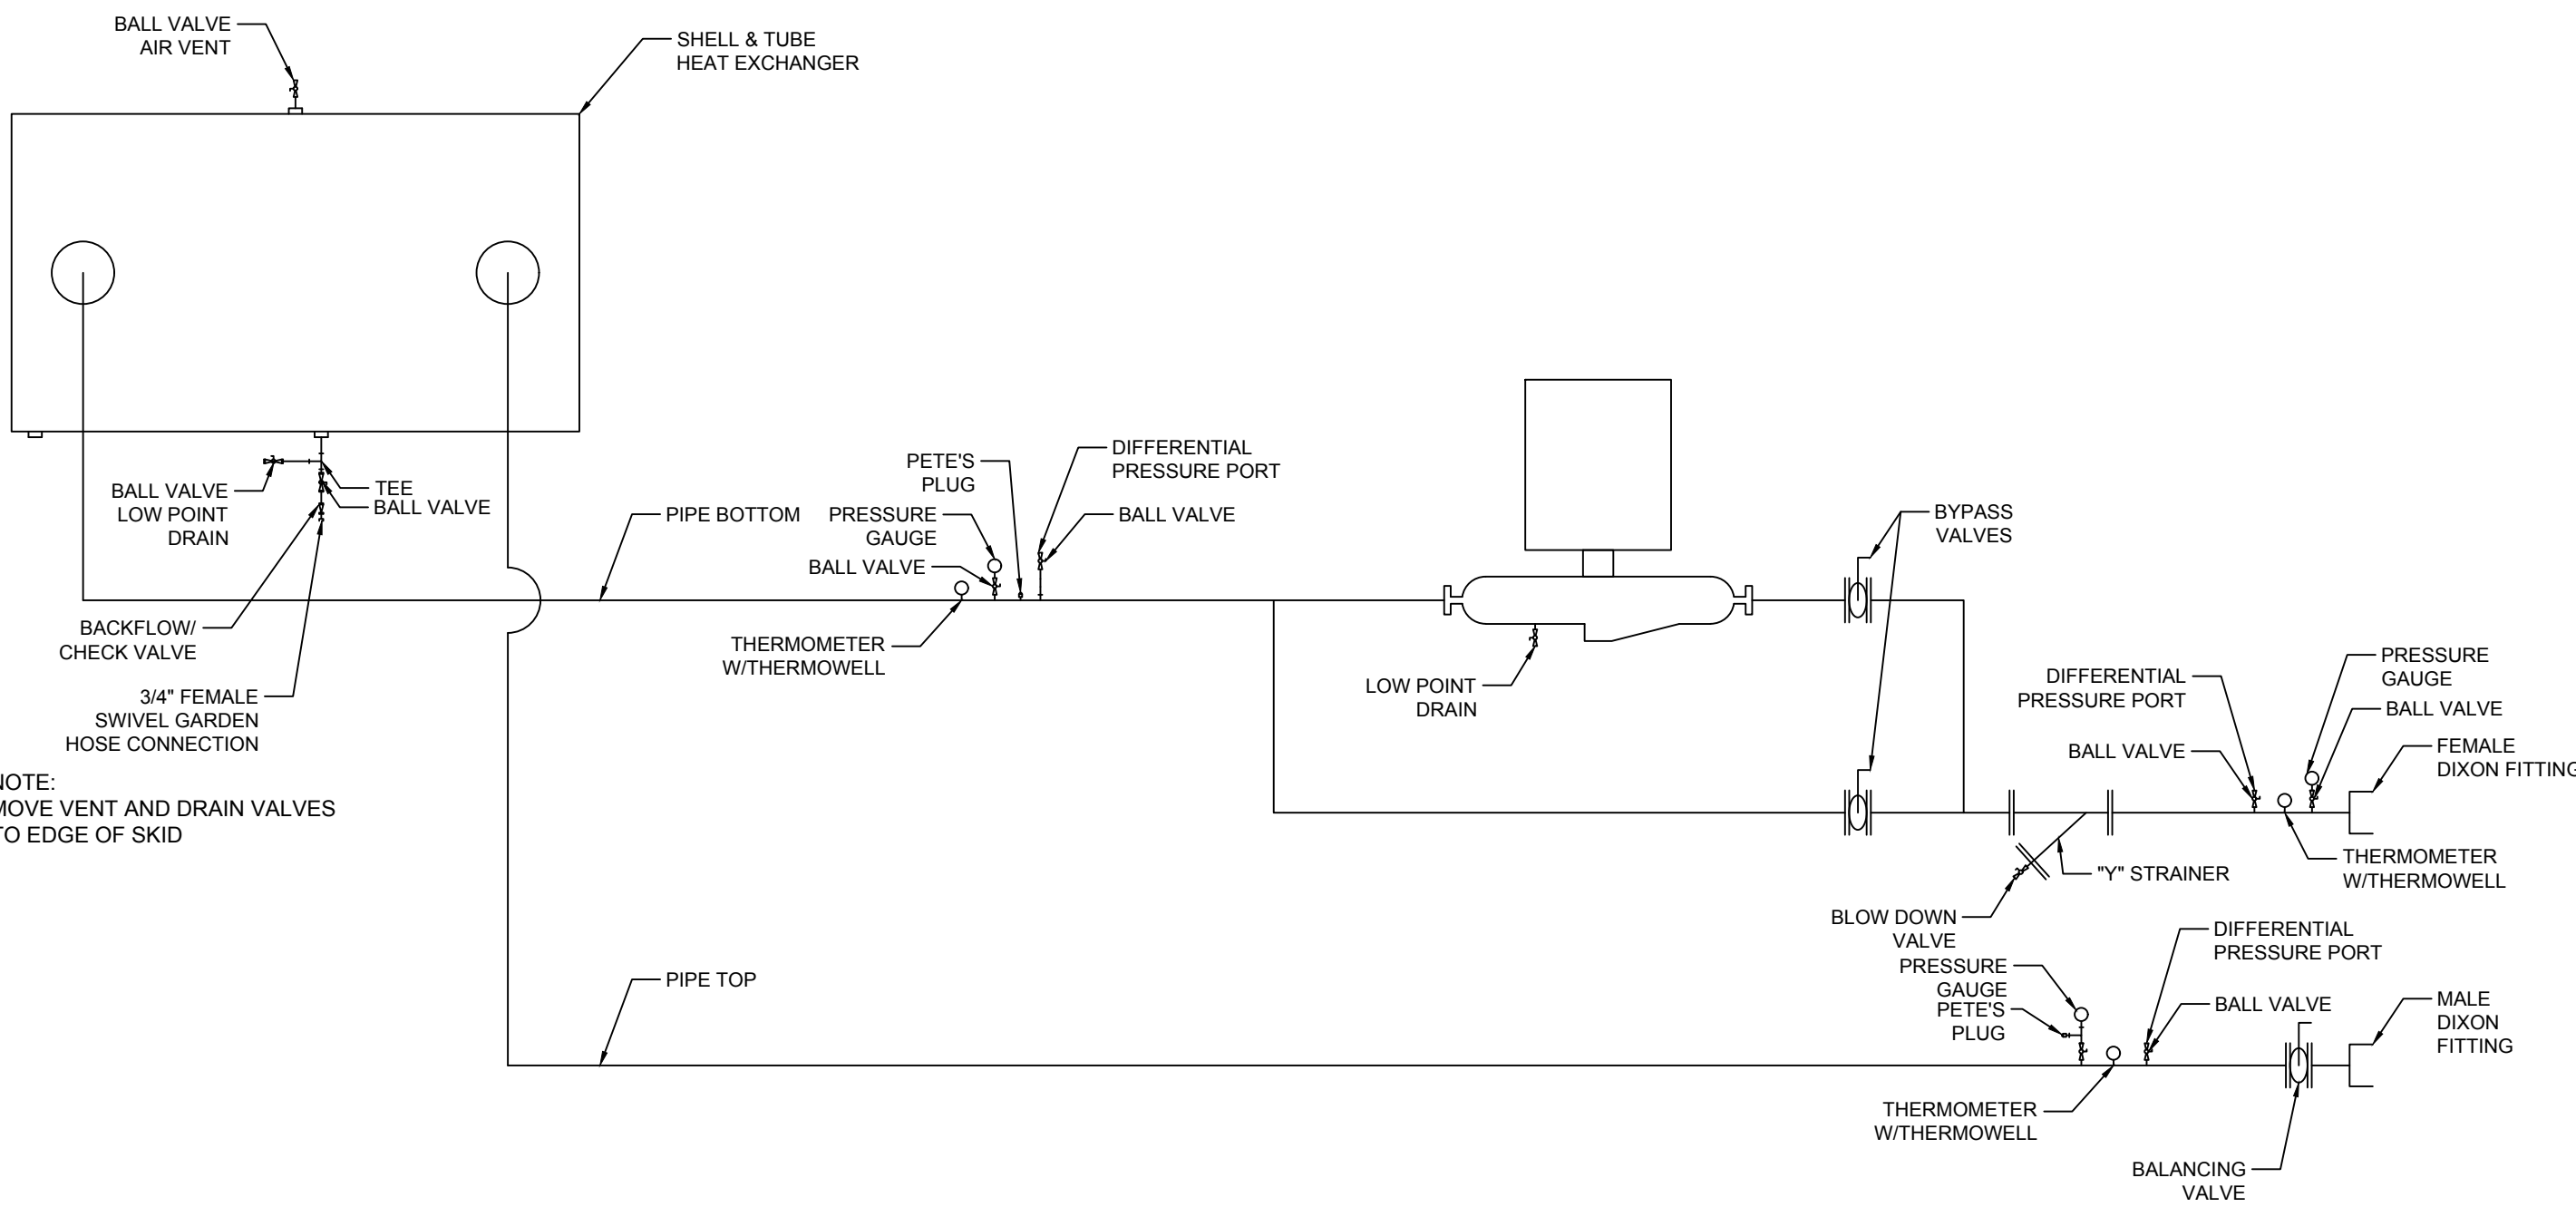 BALL VALVE
AIR VENT
SHELL & TUBE
HEAT EXCHANGER
BALL VALVE
LOW POINT
DRAIN
TEE
BALL VALVE
BACKFLOW/
CHECK VALVE
3/4" FEMALE
SWIVEL GARDEN
HOSE CONNECTION
NOTE:
MOVE VENT AND DRAIN VALVES
TO EDGE OF SKID
PIPE BOTTOM
PETE'S
PLUG
PRESSURE
GAUGE
BALL VALVE
DIFFERENTIAL
PRESSURE PORT
BALL VALVE
THERMOMETER
W/THERMOWELL
LOW POINT
DRAIN
BYPASS
VALVES
DIFFERENTIAL
PRESSURE PORT
BALL VALVE
PRESSURE
GAUGE
BALL VALVE
FEMALE
DIXON FITTING
THERMOMETER
W/THERMOWELL
"Y" STRAINER
BLOW DOWN
VALVE
PIPE TOP
PRESSURE
GAUGE
PETE'S
PLUG
DIFFERENTIAL
PRESSURE PORT
BALL VALVE
MALE
DIXON
FITTING
THERMOMETER
W/THERMOWELL
BALANCING
VALVE